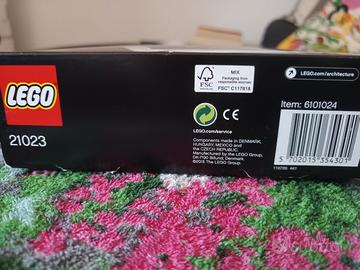 LEGO
21023
FSC
MIX
Packaging from
responsible sources
FSC® C117818
LEGO.com/service
Components made in DENMARK,
HUNGARY, MEXICO and
the CZECH REPUBLIC
Manufactured by the LEGO Group,
DK-7190 Billund, Denmark.
©2015 The LEGO Group.
LEGO.com/architecture
Item: 6101024
5 702015 354301